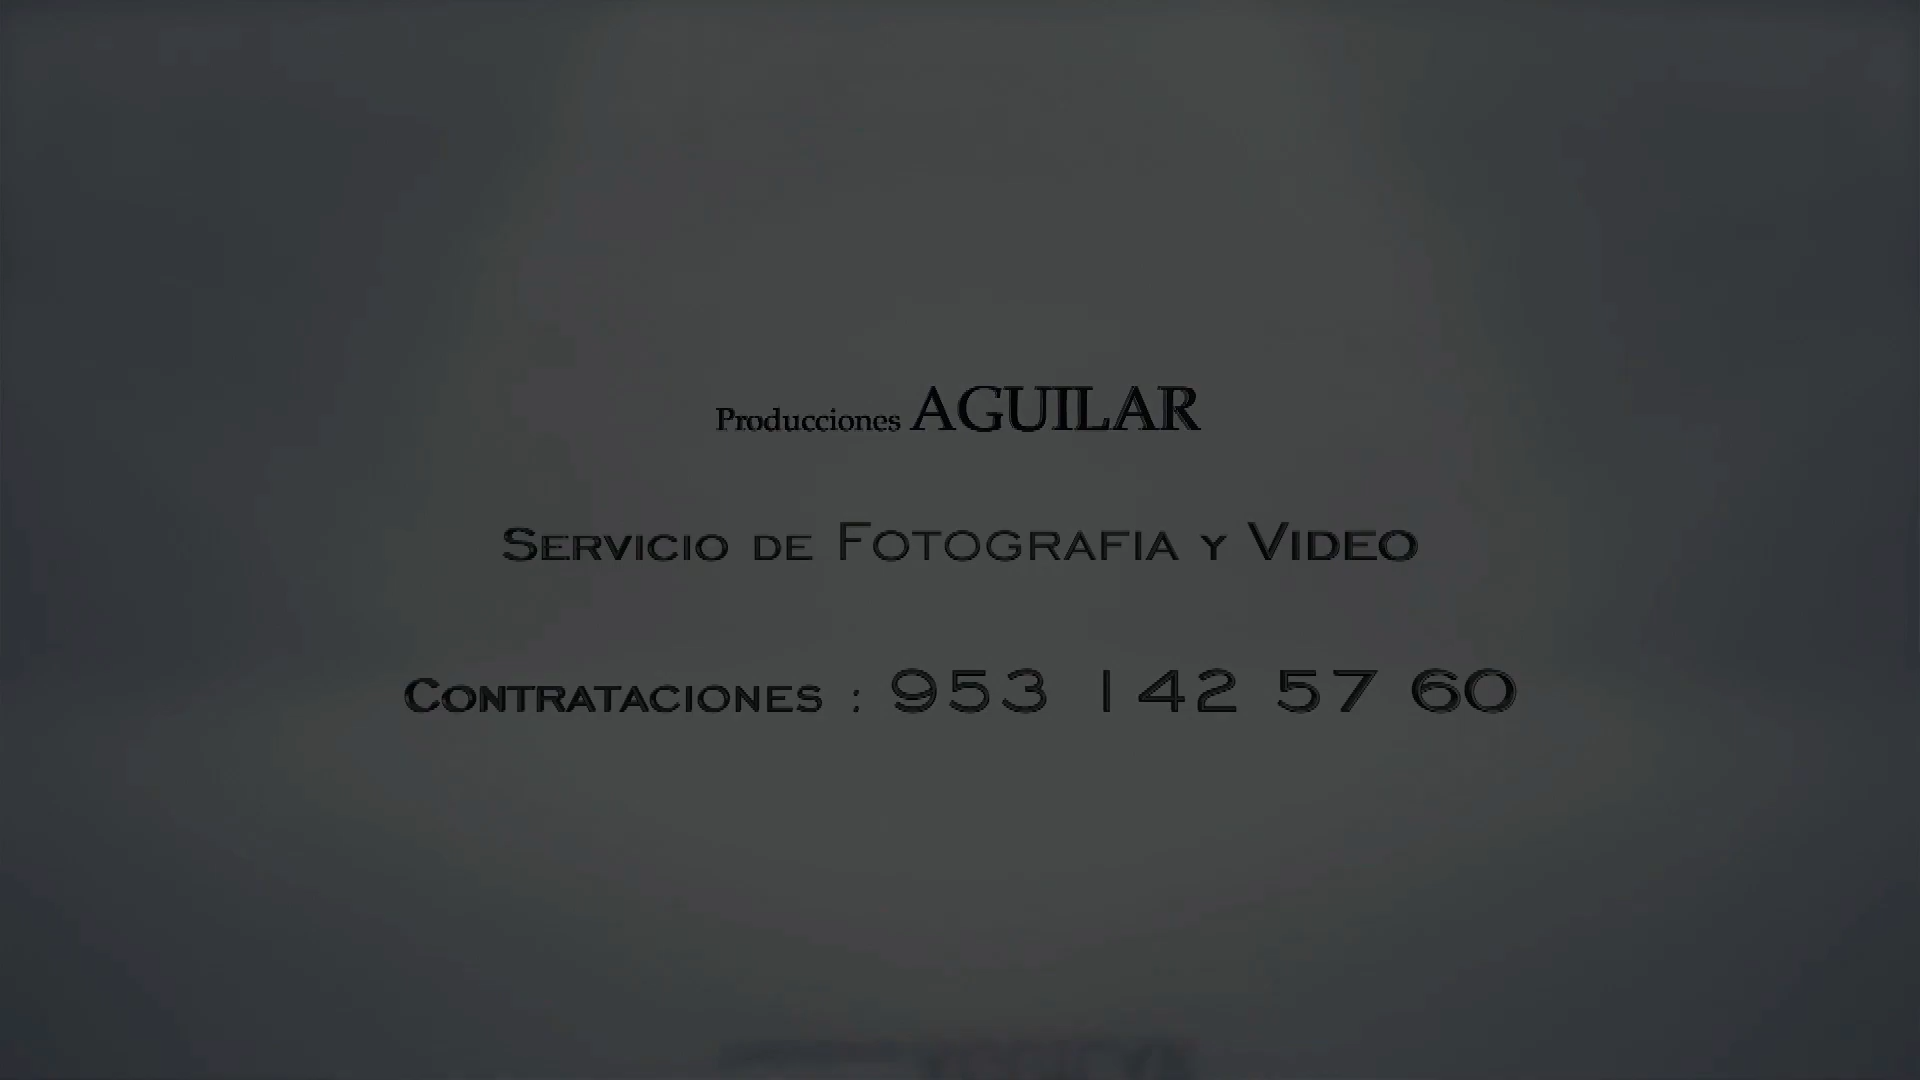 Producciones AGUILAR
SERVICIO DE FOTOGRAFIA Y VIDEO
CONTRATACIONES : 953 142 57 60